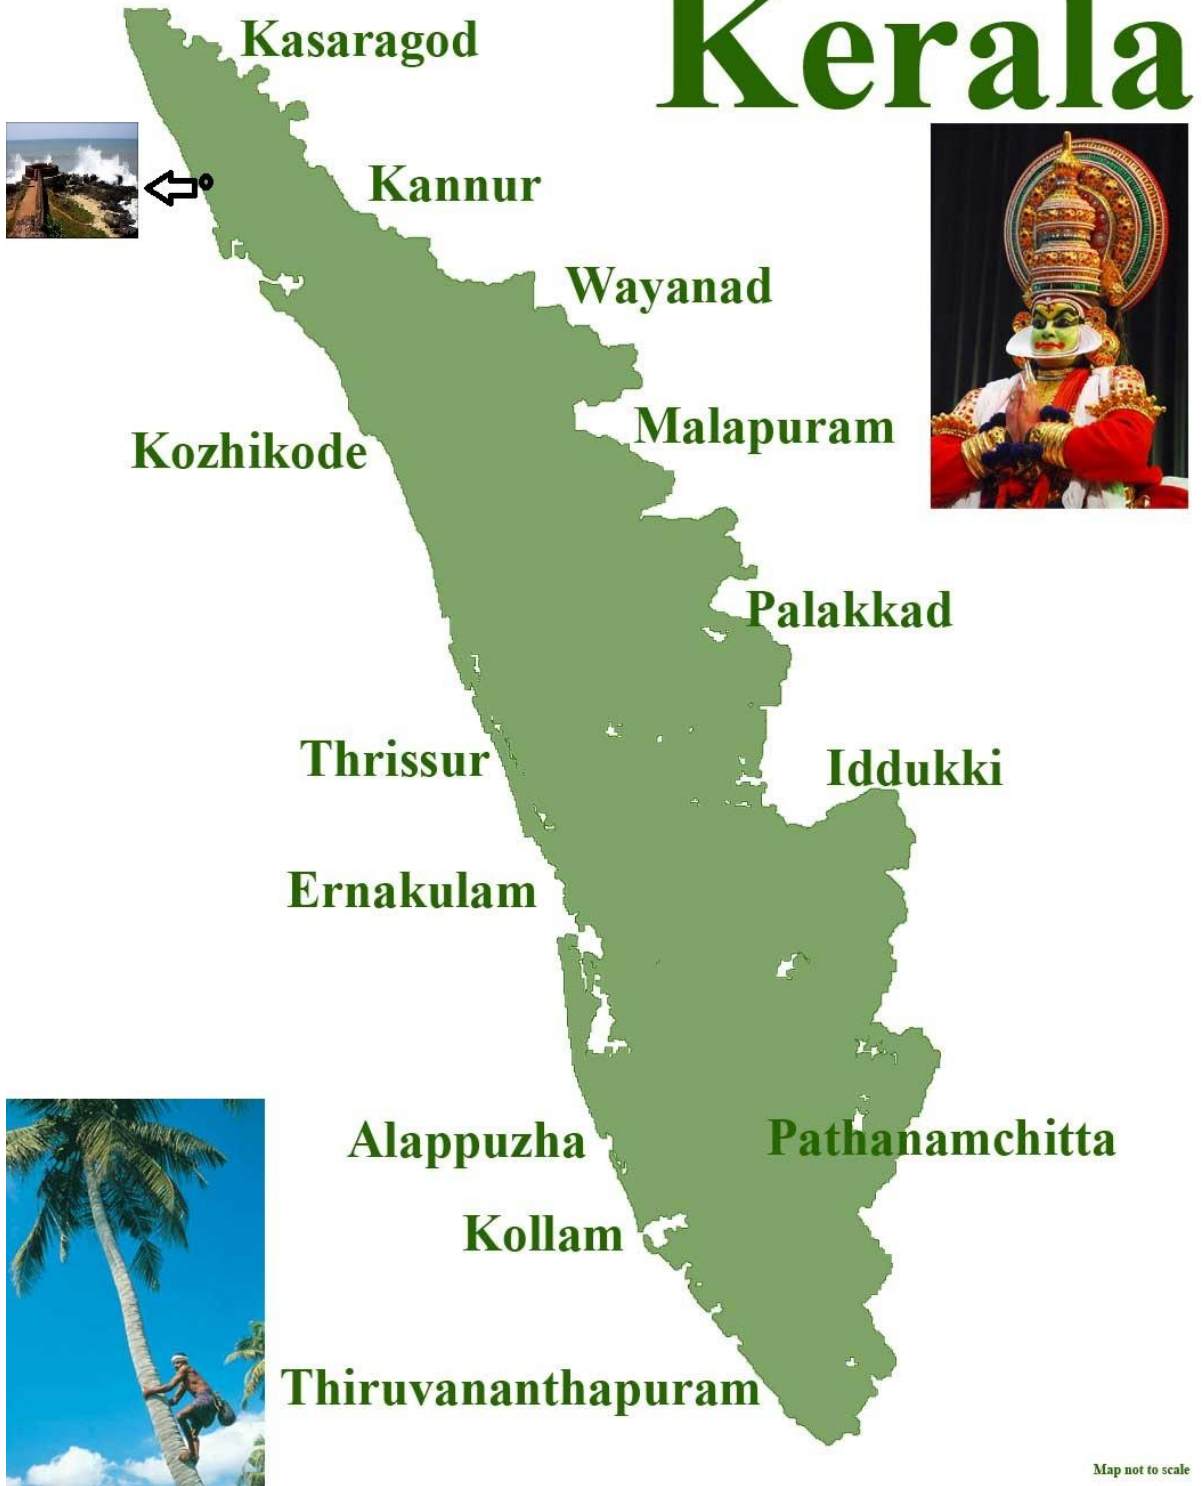 Kerala
Kasaragod
Kannur
Wayanad
Malapuram
Kozhikode
Palakkad
Thrissur
Iddukki
Ernakulam
Alappuzha
Pathanamchitta
Kollam
Thiruvananthapuram
Map not to scale